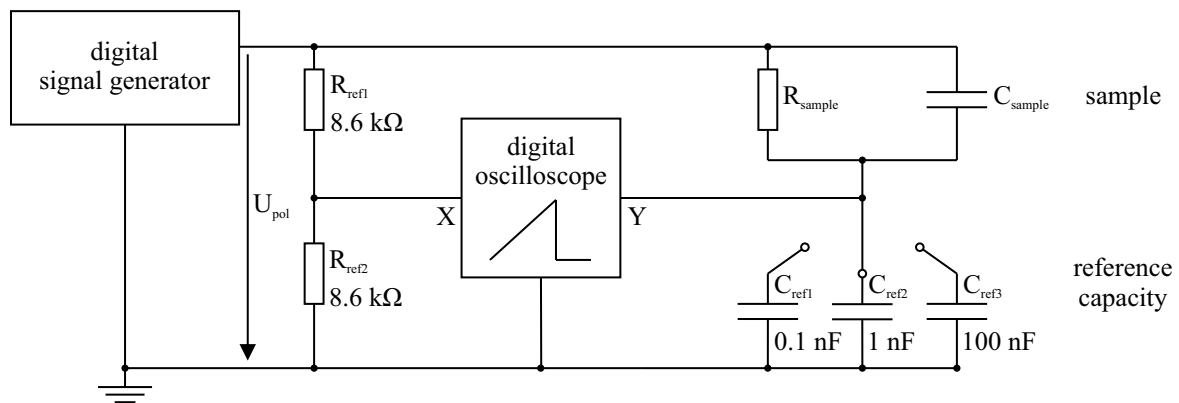 digital
signal generator
U_pol
R_ref1
8.6 kΩ
R_ref2
8.6 kΩ
digital
oscilloscope
X
Y
R_sample
C_sample
sample
C_ref1
0.1 nF
C_ref2
1 nF
C_ref3
100 nF
reference
capacity